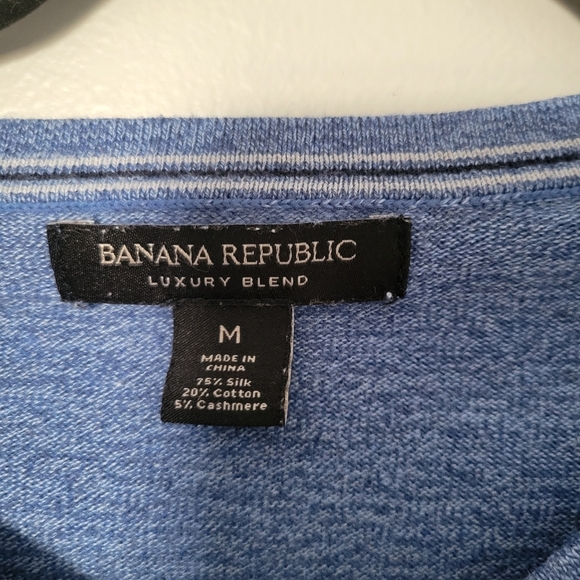 BANANA REPUBLIC
LUXURY BLEND
M
MADE IN
CHINA
75% Silk
20% Cotton
5% Cashmere